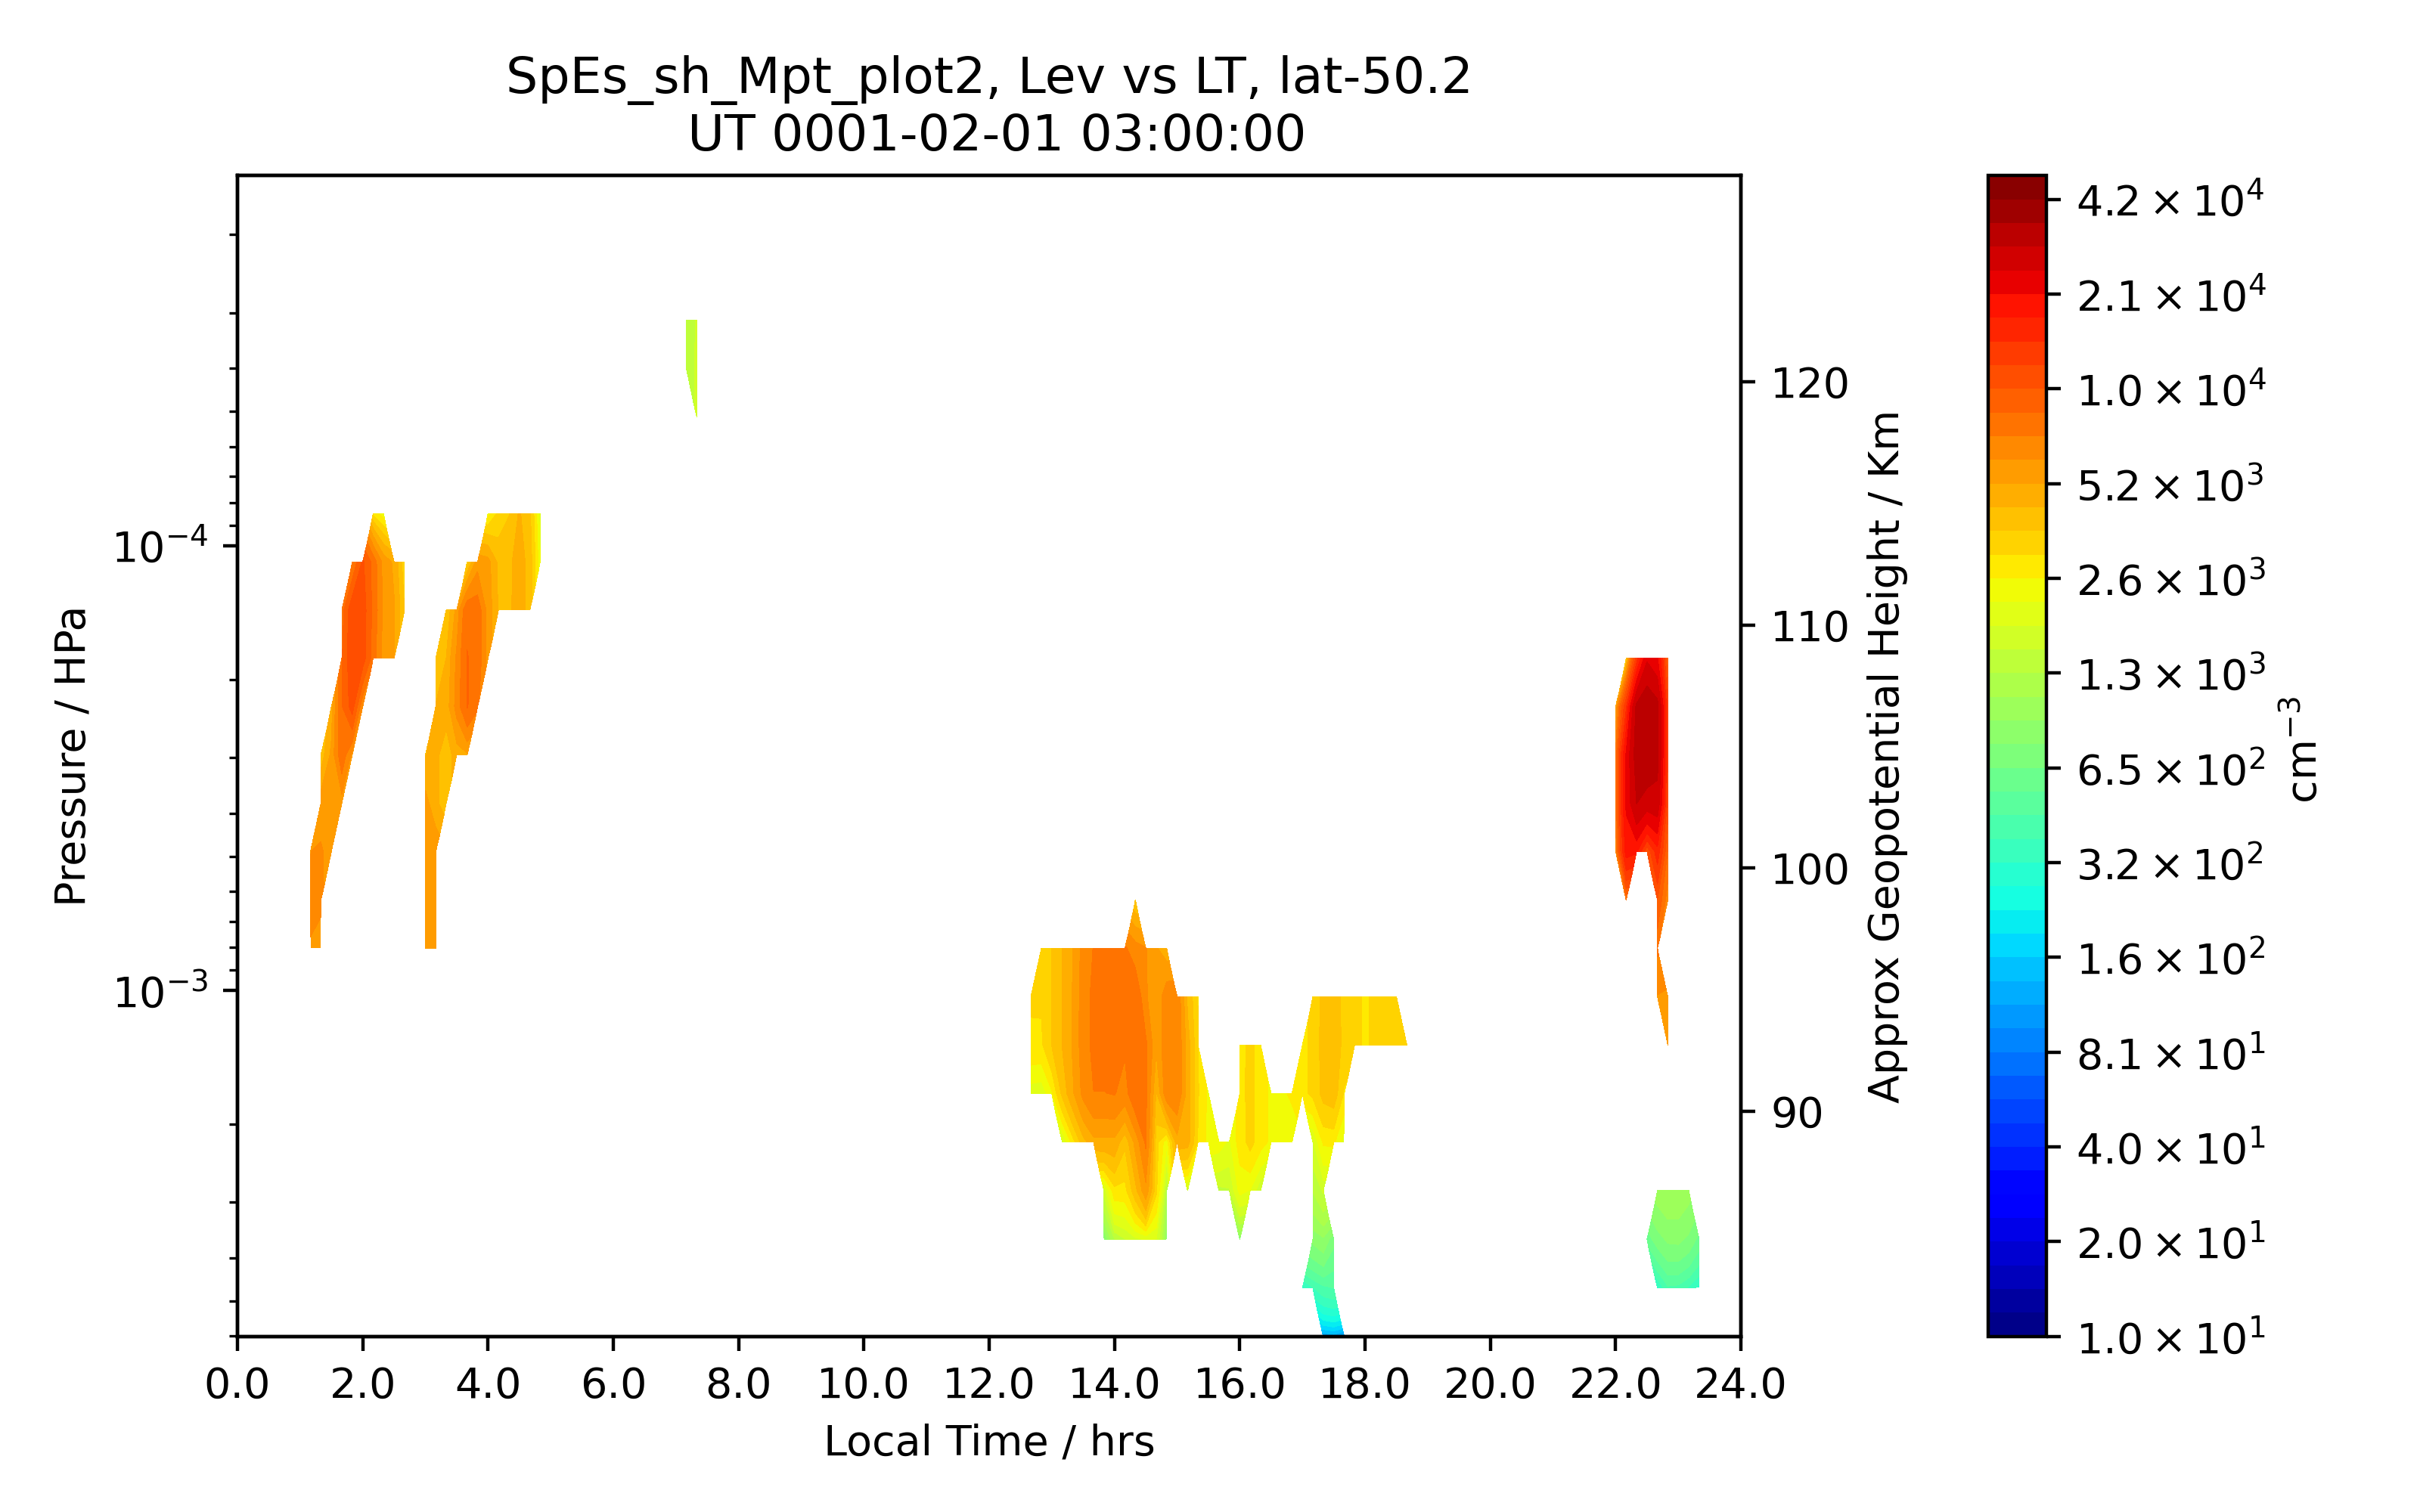 SpEs_sh_Mpt_plot2, Lev vs LT, lat-50.2
UT 0001-02-01 03:00:00
Pressure / HPa
10⁻⁴
10⁻³
0.0 2.0 4.0 6.0 8.0 10.0 12.0 14.0 16.0 18.0 20.0 22.0 24.0
Local Time / hrs
120
110
100
90
Approx Geopotential Height / Km
4.2 × 10⁴
2.1 × 10⁴
1.0 × 10⁴
5.2 × 10³
2.6 × 10³
1.3 × 10³
6.5 × 10²
3.2 × 10²
1.6 × 10²
8.1 × 10¹
4.0 × 10¹
2.0 × 10¹
1.0 × 10¹
cm⁻³